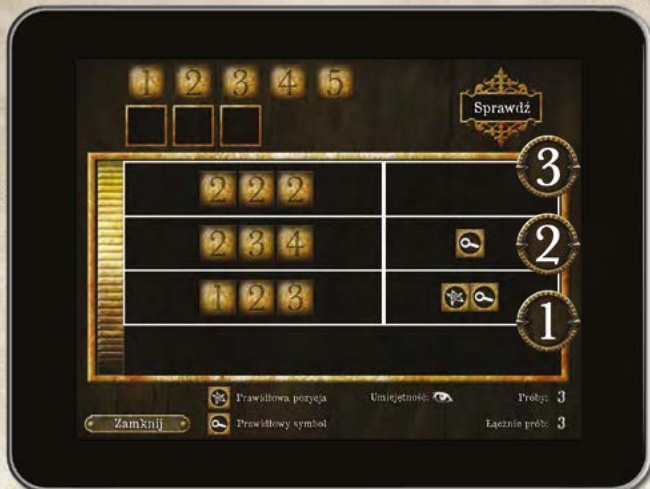 1 2 3 4 5
Sprawdź
2 2 2
3
2 3 4
2
1 2 3
1
Prawidłowa pozycja
Umiejętność:
Próby: 3
Zamknij
Prawidłowy symbol
Łącznie prób: 3